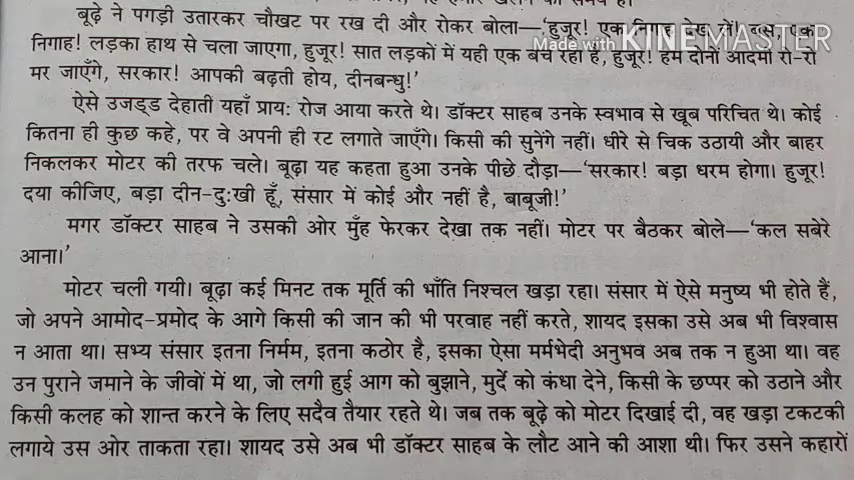 बूढ़े ने पगड़ी उतारकर चौखट पर रख दी और रोकर बोला—'हुजूर! एक निगाह देख लें! बस, एक
Made with KINEMASTER
निगाह! लड़का हाथ से चला जाएगा, हुजूर! सात लड़कों में यही एक बच रहा है, हुजूर! हम दोनों आदमी रो-रो
मर जाएँगे, सरकार! आपकी बढ़ती होय, दीनबन्धु!'
ऐसे उजड्ड देहाती यहाँ प्रायः रोज आया करते थे। डॉक्टर साहब उनके स्वभाव से खूब परिचित थे। कोई
कितना ही कुछ कहे, पर वे अपनी ही रट लगाते जाएँगे। किसी की सुनेंगे नहीं। धीरे से चिक उठायी और बाहर
निकलकर मोटर की तरफ चले। बूढ़ा यह कहता हुआ उनके पीछे दौड़ा—'सरकार! बड़ा धरम होगा। हुजूर!
दया कीजिए, बड़ा दीन-दुःखी हूँ, संसार में कोई और नहीं है, बाबूजी!'
मगर डॉक्टर साहब ने उसकी ओर मुँह फेरकर देखा तक नहीं। मोटर पर बैठकर बोले—'कल सबेरे
आना।'
मोटर चली गयी। बूढ़ा कई मिनट तक मूर्ति की भाँति निश्चल खड़ा रहा। संसार में ऐसे मनुष्य भी होते हैं,
जो अपने आमोद-प्रमोद के आगे किसी की जान की भी परवाह नहीं करते, शायद इसका उसे अब भी विश्वास
न आता था। सभ्य संसार इतना निर्मम, इतना कठोर है, इसका ऐसा मर्मभेदी अनुभव अब तक न हुआ था। वह
उन पुराने जमाने के जीवों में था, जो लगी हुई आग को बुझाने, मुर्दे को कंधा देने, किसी के छप्पर को उठाने और
किसी कलह को शान्त करने के लिए सदैव तैयार रहते थे। जब तक बूढ़े को मोटर दिखाई दी, वह खड़ा टकटकी
लगाये उस ओर ताकता रहा। शायद उसे अब भी डॉक्टर साहब के लौट आने की आशा थी। फिर उसने कहारों